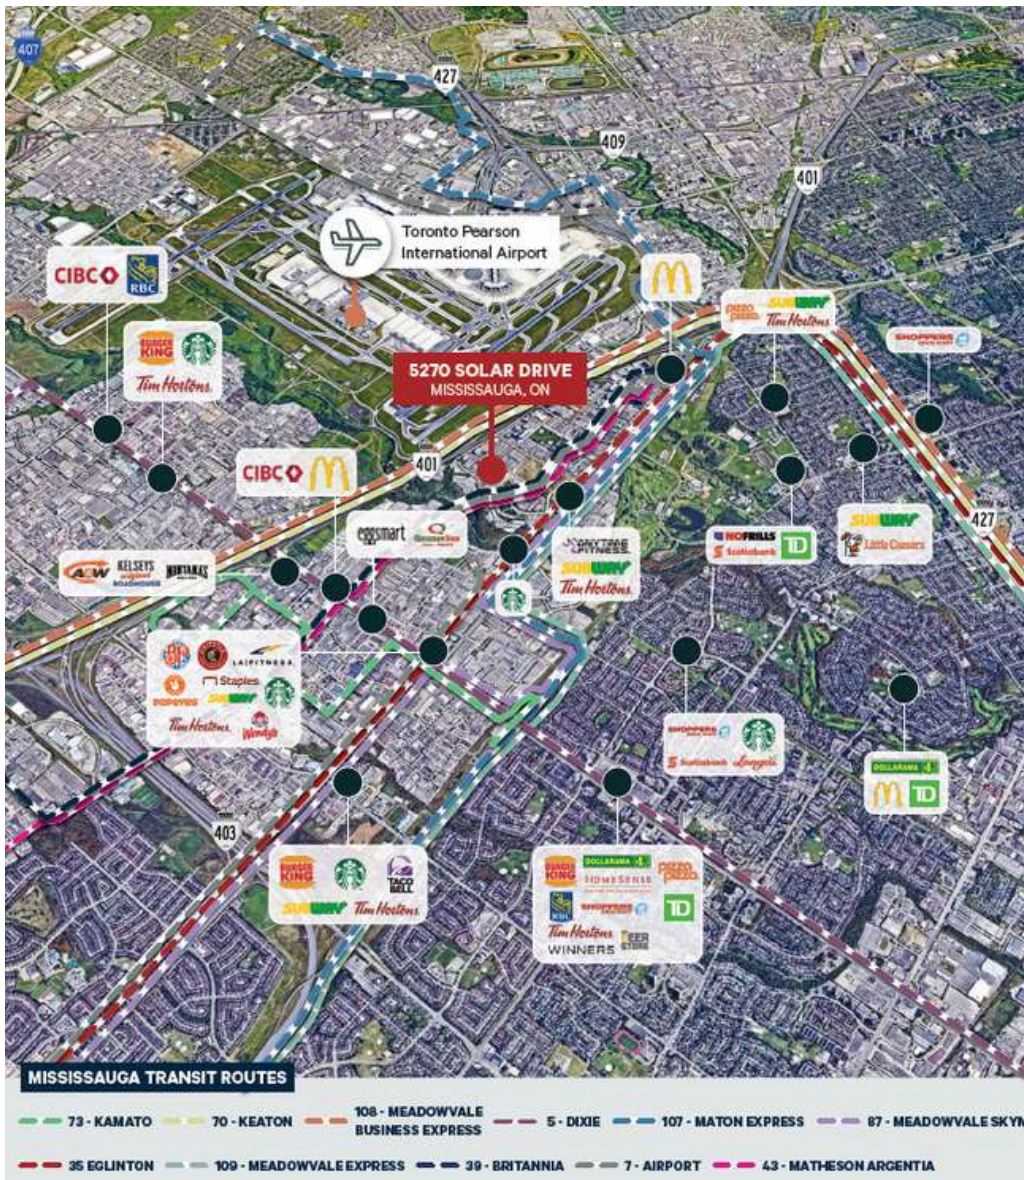 407
427
409
401
Toronto Pearson
International Airport
CIBC
RBC
BURGER
KING
Tim Hortons
pizza
pizza
SUBWAY
Tim Hortons
SHOPPERS
5270 SOLAR DRIVE
MISSISSAUGA, ON
CIBC
401
eggsmart
ANYTIME
FITNESS
SUBWAY
Tim Hortons
NOFRILLS
Scotiabank
TD
SUBWAY
Little Caesars
427
A&W
KELSEYS
ROADHOUSE
MONTANA'S
BP
LA|FITNESS
POPEYES
Staples
SUBWAY
Tim Hortons
Wendy's
SHOPPERS
Scotiabank
Longo's
DOLLARAMA
TD
403
BURGER
KING
TACO
BELL
SUBWAY
Tim Hortons
BURGER
KING
DOLLARAMA
HOMESENSE
pizza
pizza
RBC
SHOPPERS
TD
Tim Hortons
WINNERS
BEER
STORE
MISSISSAUGA TRANSIT ROUTES
73 - KAMATO
70 - KEATON
108 - MEADOWVALE
BUSINESS EXPRESS
5 - DIXIE
107 - MATON EXPRESS
87 - MEADOWVALE SKYM
35 EGLINTON
109 - MEADOWVALE EXPRESS
39 - BRITANNIA
7 - AIRPORT
43 - MATHESON ARGENTIA